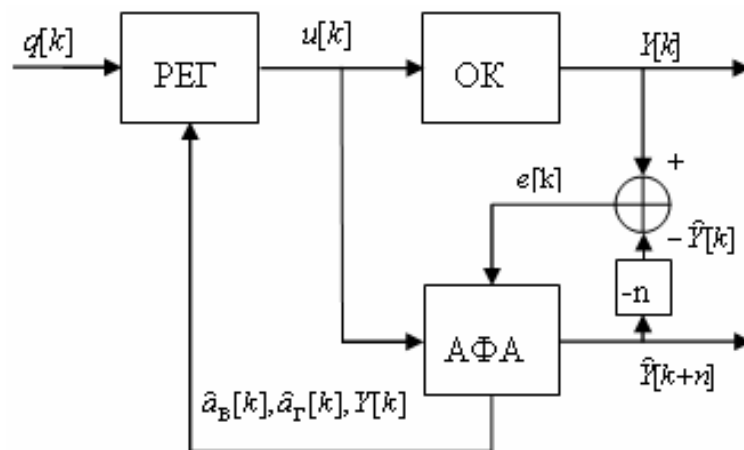 q[k]
РЕГ
u[k]
ОК
Y[k]
+
e[k]
− Ŷ[k]
-n
АФА
Ŷ[k+n]
â_В[k], â_Г[k], Y[k]